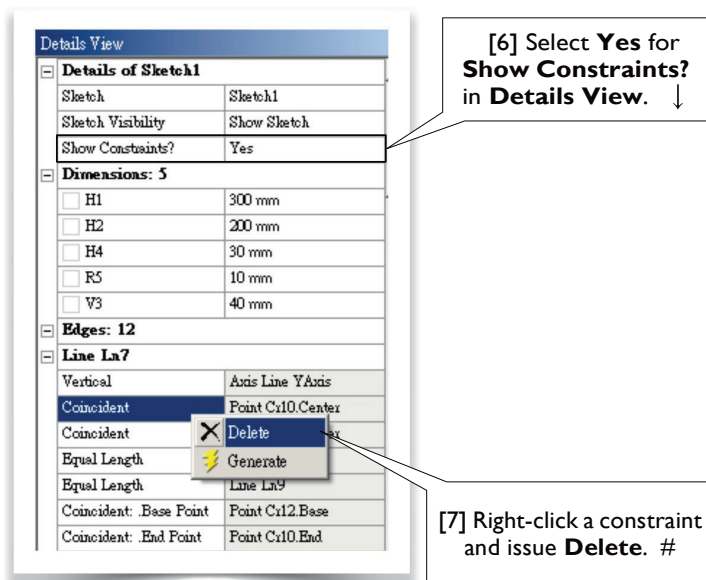 Details View
Details of Sketch1
Sketch Sketch1
Sketch Visibility Show Sketch
Show Constraints? Yes
Dimensions: 5
H1 300 mm
H2 200 mm
H4 30 mm
R5 10 mm
V3 40 mm
Edges: 12
Line Ln7
Vertical Axis Line YAxis
Coincident Point Cr10.Center
Coincident
Delete
Equal Length
Generate
Equal Length Line Ln9
Coincident: .Base Point Point Cr12.Base
Coincident: .End Point Point Cr10.End
[6] Select Yes for
Show Constraints?
in Details View. ↓
[7] Right-click a constraint
and issue Delete. #